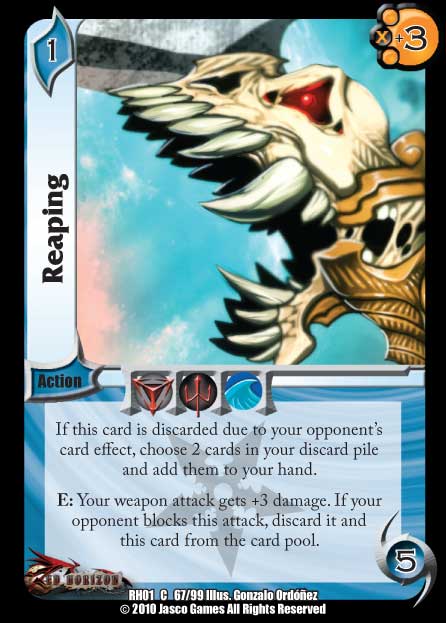 1
X +3
Reaping
Action
If this card is discarded due to your opponent's
card effect, choose 2 cards in your discard pile
and add them to your hand.
E: Your weapon attack gets +3 damage. If your
opponent blocks this attack, discard it and
this card from the card pool.
5
RED HORIZON
RH01 C 67/99 Illus. Gonzalo Ordóñez
© 2010 Jasco Games All Rights Reserved